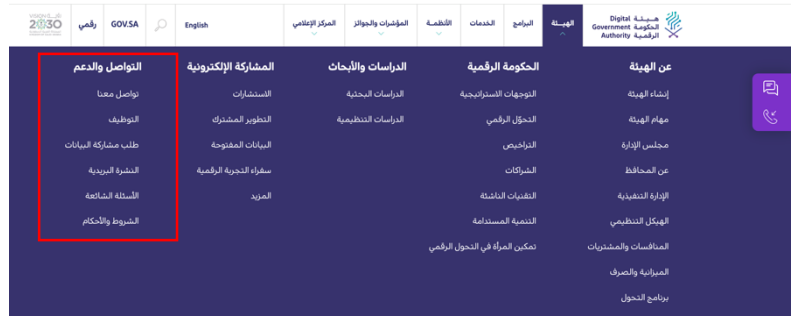 هيئة الحكومة الرقمية
Digital Government Authority
الهيئة
البرامج
الخدمات
الأنظمة
المؤشرات والجوائز
المركز الإعلامي
English
GOV.SA
رقمي
VISION
2030
عن الهيئة
إنشاء الهيئة
مهام الهيئة
مجلس الإدارة
عن المحافظ
الإدارة التنفيذية
الهيكل التنظيمي
المنافسات والمشتريات
الميزانية والصرف
برنامج التحول
الحكومة الرقمية
التوجهات الاستراتيجية
التحوّل الرقمي
التراخيص
الشراكات
التقنيات الناشئة
التنمية المستدامة
تمكين المرأة في التحول الرقمي
الدراسات والأبحاث
الدراسات البحثية
الدراسات التنظيمية
المشاركة الإلكترونية
الاستشارات
التطوير المشترك
البيانات المفتوحة
سفراء التجربة الرقمية
المزيد
التواصل والدعم
تواصل معنا
التوظيف
طلب مشاركة البيانات
النشرة البريدية
الأسئلة الشائعة
الشروط والأحكام